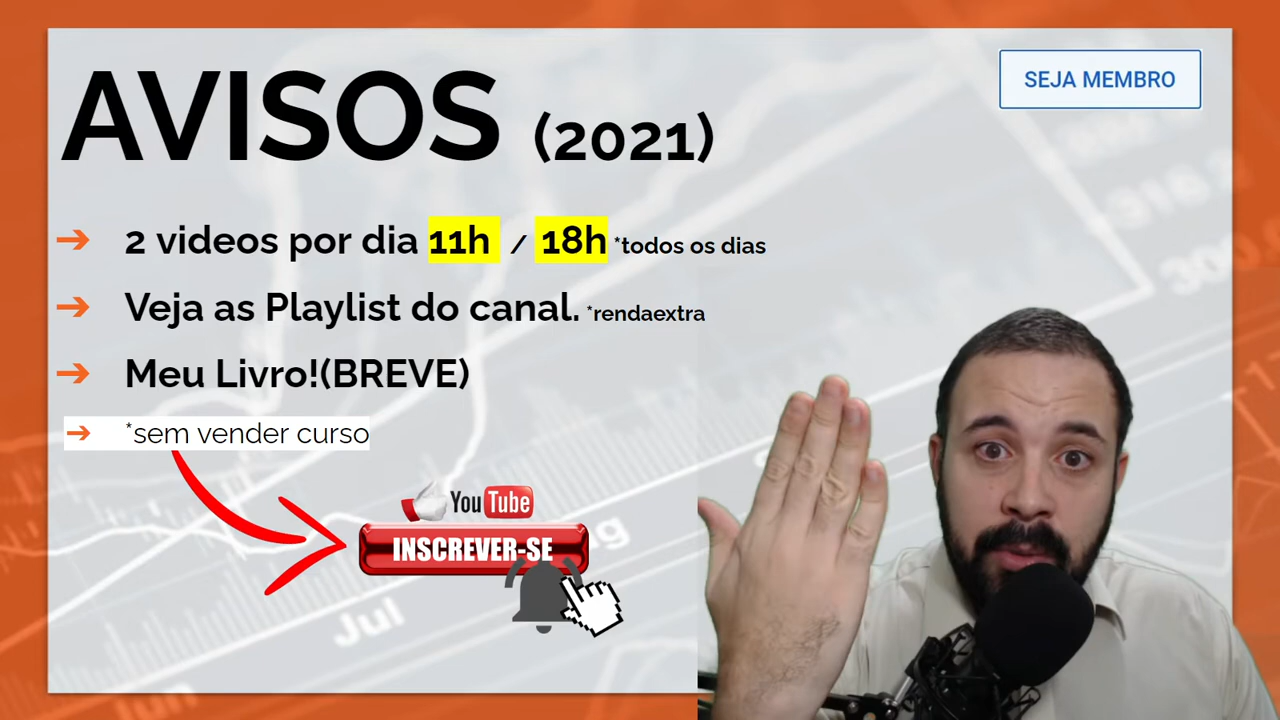 AVISOS (2021)
SEJA MEMBRO
➔ 2 videos por dia 11h / 18h *todos os dias
➔ Veja as Playlist do canal. *rendaextra
➔ Meu Livro!(BREVE)
➔ *sem vender curso
YouTube
INSCREVER-SE
Jul